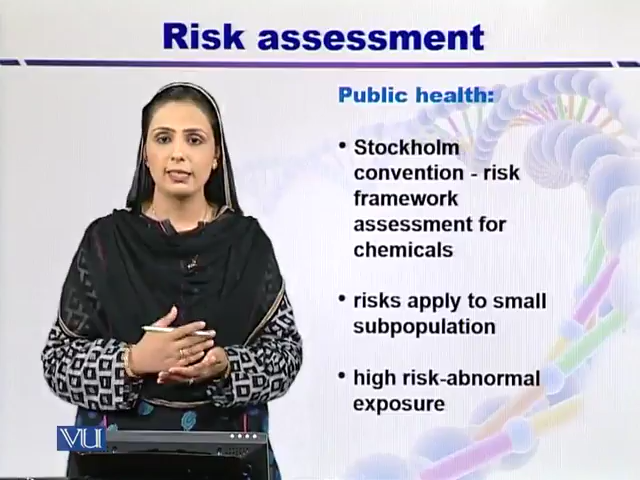 Risk assessment
Public health:
• Stockholm
convention - risk
framework
assessment for
chemicals
• risks apply to small
subpopulation
• high risk-abnormal
exposure
VU